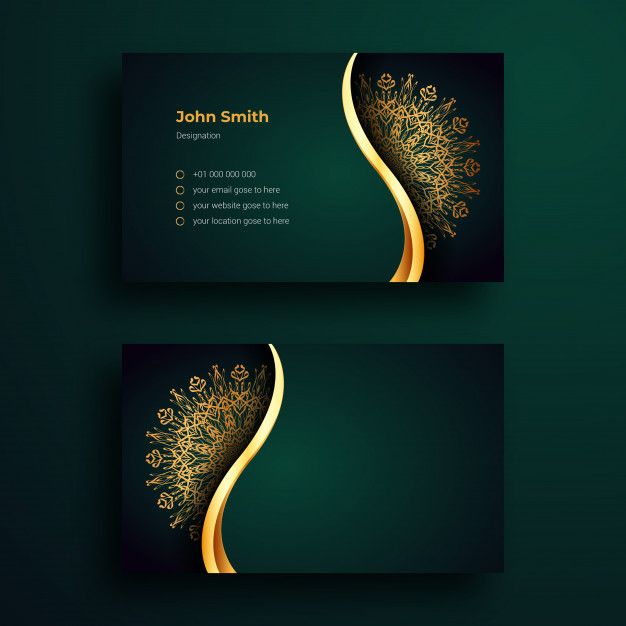 John Smith
Designation
+01 000 000 000
your email gose to here
your website gose to here
your location gose to here